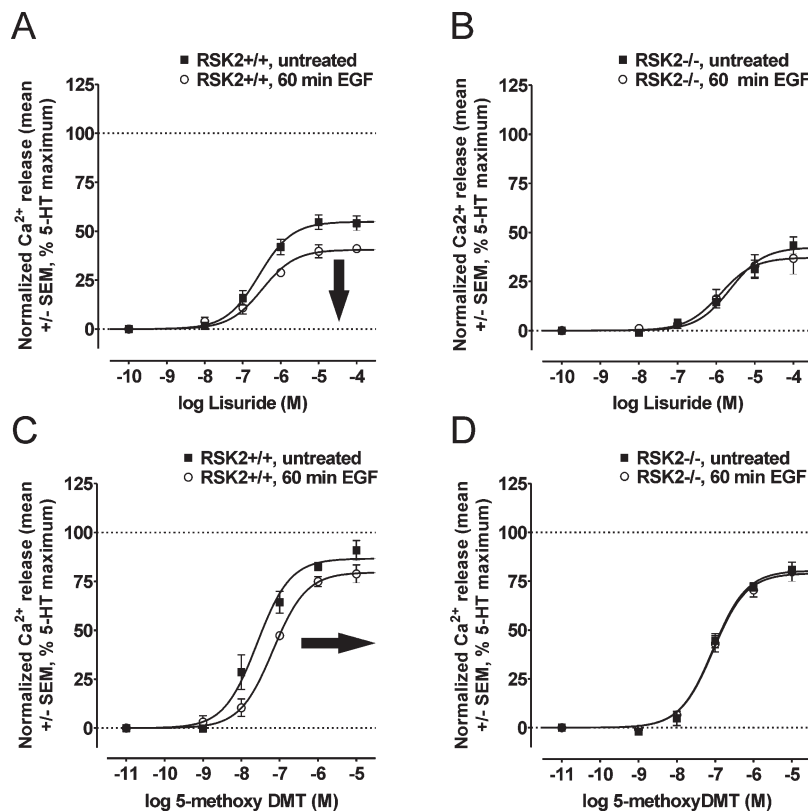 A
RSK2+/+, untreated
RSK2+/+, 60 min EGF
125
100
75
50
25
0
Normalized Ca2+ release (mean
+/- SEM, % 5-HT maximum)
-10 -9 -8 -7 -6 -5 -4
log Lisuride (M)
B
RSK2-/-, untreated
RSK2-/-, 60 min EGF
125
100
75
50
25
0
Normalized Ca2+ release (mean
+/- SEM, % 5-HT maximum)
-10 -9 -8 -7 -6 -5 -4
log Lisuride (M)
C
RSK2+/+, untreated
RSK2+/+, 60 min EGF
125
100
75
50
25
0
Normalized Ca2+ release (mean
+/- SEM, % 5-HT maximum)
-11 -10 -9 -8 -7 -6 -5
log 5-methoxy DMT (M)
D
RSK2-/-, untreated
RSK2-/-, 60 min EGF
125
100
75
50
25
0
Normalized Ca2+ release (mean
+/- SEM, % 5-HT maximum)
-11 -10 -9 -8 -7 -6 -5
log 5-methoxyDMT (M)